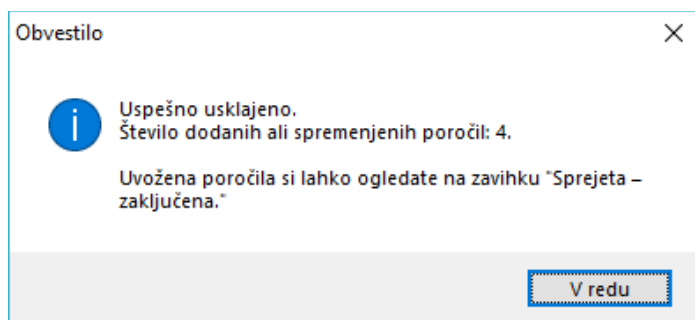 Obvestilo
Uspešno usklajeno.
Število dodanih ali spremenjenih poročil: 4.
Uvožena poročila si lahko ogledate na zavihku "Sprejeta –
zaključena."
V redu